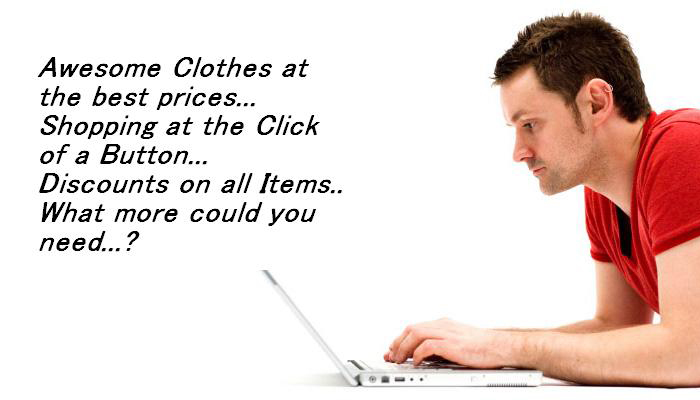 Awesome Clothes at
the best prices...
Shopping at the Click
of a Button...
Discounts on all Items..
What more could you
need...?